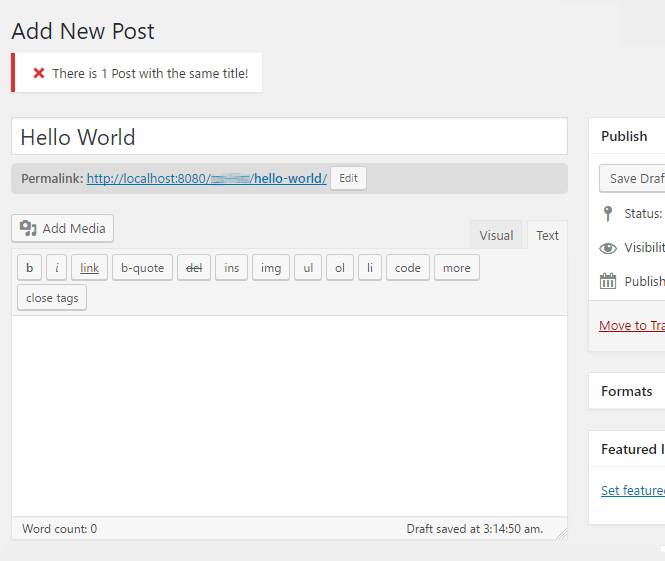 Add New Post
There is 1 Post with the same title!
Hello World
Permalink: http://localhost:8080/ /hello-world/ Edit
Add Media
Visual Text
b i link b-quote del ins img ul ol li code more
close tags
Word count: 0 Draft saved at 3:14:50 am.
Publish
Save Draf
Status:
Visibilit
Publish
Move to Tra
Formats
Featured I
Set feature